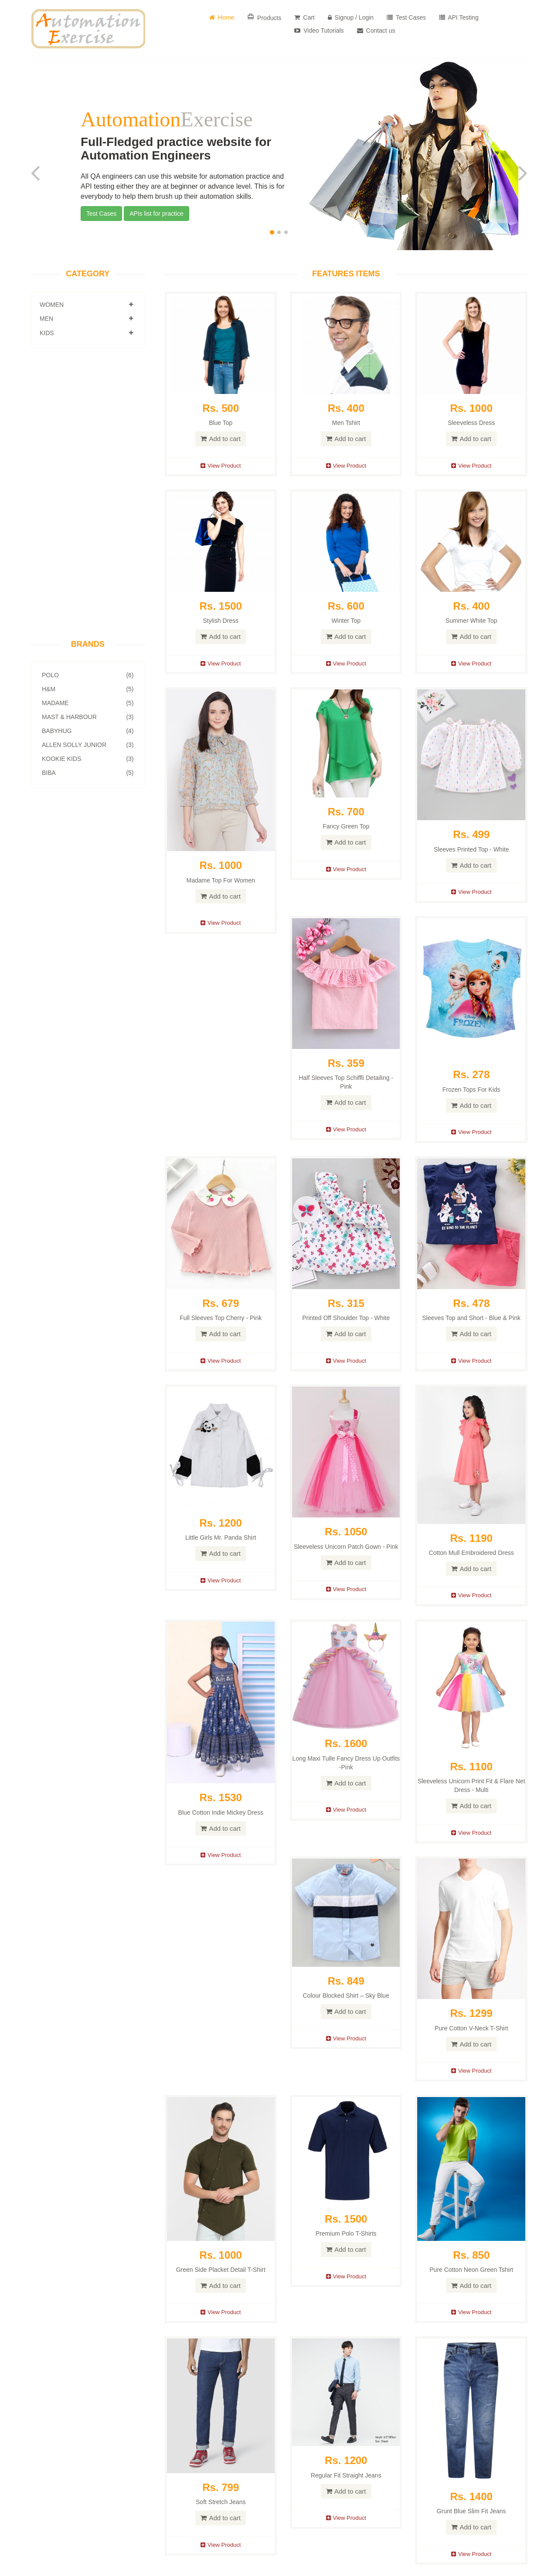 Automation
Exercise
Home Products Cart Signup / Login Test Cases API Testing
Video Tutorials Contact us
AutomationExercise
Full-Fledged practice website for
Automation Engineers
All QA engineers can use this website for automation practice and
API testing either they are at beginner or advance level. This is for
everybody to help them brush up their automation skills.
Test Cases APIs list for practice
CATEGORY
WOMEN
MEN
KIDS
BRANDS
POLO (6)
H&M (5)
MADAME (5)
MAST & HARBOUR (3)
BABYHUG (4)
ALLEN SOLLY JUNIOR (3)
KOOKIE KIDS (3)
BIBA (5)
FEATURES ITEMS
Rs. 500
Blue Top
Add to cart
View Product
Rs. 400
Men Tshirt
Add to cart
View Product
Rs. 1000
Sleeveless Dress
Add to cart
View Product
Rs. 1500
Stylish Dress
Add to cart
View Product
Rs. 600
Winter Top
Add to cart
View Product
Rs. 400
Summer White Top
Add to cart
View Product
Rs. 1000
Madame Top For Women
Add to cart
View Product
Rs. 700
Fancy Green Top
Add to cart
View Product
Rs. 499
Sleeves Printed Top - White
Add to cart
View Product
Rs. 359
Half Sleeves Top Schiffli Detailing -
Pink
Add to cart
View Product
FROZEN
Rs. 278
Frozen Tops For Kids
Add to cart
View Product
Rs. 679
Full Sleeves Top Cherry - Pink
Add to cart
View Product
Rs. 315
Printed Off Shoulder Top - White
Add to cart
View Product
BE KIND TO THE PLANET
Rs. 478
Sleeves Top and Short - Blue & Pink
Add to cart
View Product
Rs. 1200
Little Girls Mr. Panda Shirt
Add to cart
View Product
Rs. 1050
Sleeveless Unicorn Patch Gown - Pink
Add to cart
View Product
Rs. 1190
Cotton Mull Embroidered Dress
Add to cart
View Product
Rs. 1530
Blue Cotton Indie Mickey Dress
Add to cart
View Product
Rs. 1600
Long Maxi Tulle Fancy Dress Up Outfits
-Pink
Add to cart
View Product
Rs. 1100
Sleeveless Unicorn Print Fit & Flare Net
Dress - Multi
Add to cart
View Product
Rs. 849
Colour Blocked Shirt – Sky Blue
Add to cart
View Product
Rs. 1299
Pure Cotton V-Neck T-Shirt
Add to cart
View Product
Rs. 1000
Green Side Placket Detail T-Shirt
Add to cart
View Product
Rs. 1500
Premium Polo T-Shirts
Add to cart
View Product
Rs. 850
Pure Cotton Neon Green Tshirt
Add to cart
View Product
Rs. 799
Soft Stretch Jeans
Add to cart
View Product
Rs. 1200
Regular Fit Straight Jeans
Add to cart
View Product
Rs. 1400
Grunt Blue Slim Fit Jeans
Add to cart
View Product